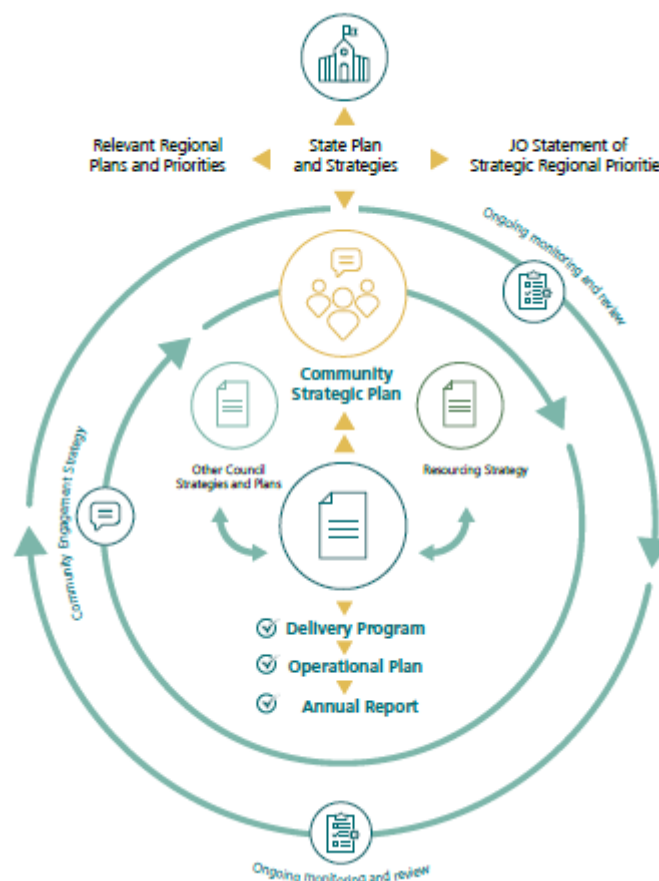 Relevant Regional
Plans and Priorities
State Plan
and Strategies
JO Statement of
Strategic Regional Prioritie
Ongoing monitoring and review
Community
Strategic Plan
Other Council
Strategies and Plans
Resourcing Strategy
Community Engagement Strategy
Delivery Program
Operational Plan
Annual Report
Ongoing monitoring and review